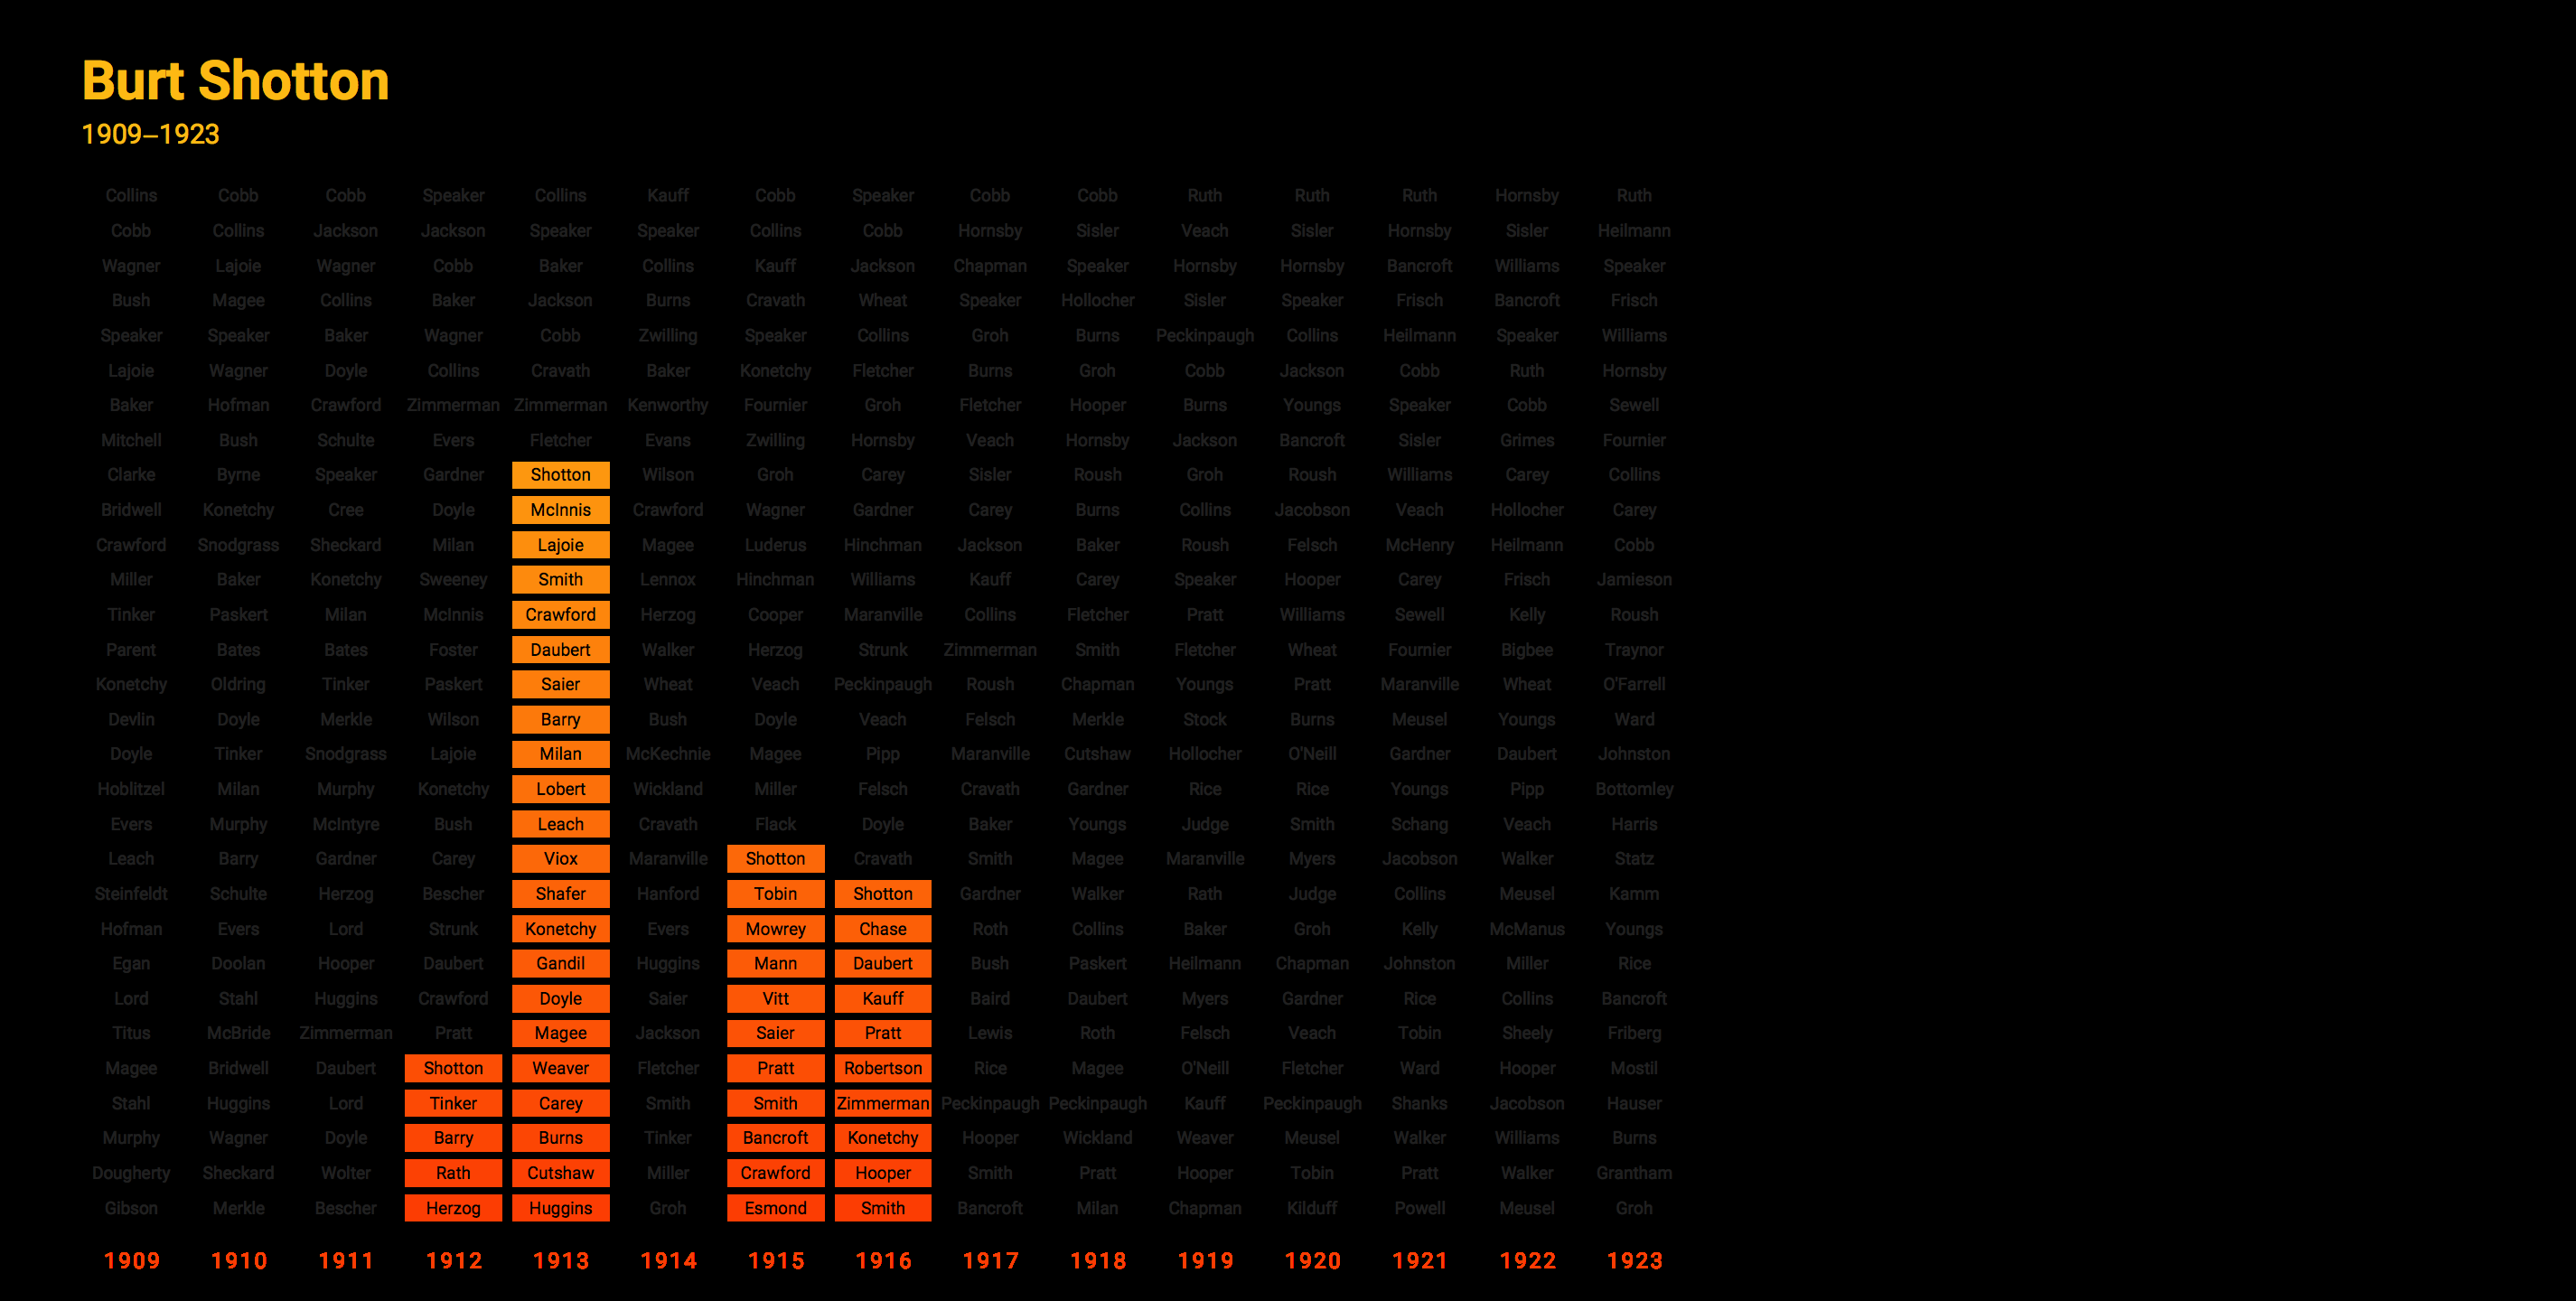 Burt Shotton
1909–1923
Collins Cobb Cobb Speaker Collins Kauff Cobb Speaker Cobb Cobb Ruth Ruth Ruth Hornsby Ruth
Cobb Collins Jackson Jackson Speaker Speaker Collins Cobb Hornsby Sisler Veach Sisler Hornsby Sisler Heilmann
Wagner Lajoie Wagner Cobb Baker Collins Kauff Jackson Chapman Speaker Hornsby Hornsby Bancroft Williams Speaker
Bush Magee Collins Baker Jackson Burns Cravath Wheat Speaker Hollocher Sisler Speaker Frisch Bancroft Frisch
Speaker Speaker Baker Wagner Cobb Zwilling Speaker Collins Groh Burns Peckinpaugh Collins Heilmann Speaker Williams
Lajoie Wagner Doyle Collins Cravath Baker Konetchy Fletcher Burns Groh Cobb Jackson Cobb Ruth Hornsby
Baker Hofman Crawford Zimmerman Zimmerman Kenworthy Fournier Groh Fletcher Hooper Burns Youngs Speaker Cobb Sewell
Mitchell Bush Schulte Evers Fletcher Evans Zwilling Hornsby Veach Hornsby Jackson Bancroft Sisler Grimes Fournier
Clarke Byrne Speaker Gardner Shotton Wilson Groh Carey Sisler Roush Groh Roush Williams Carey Collins
Bridwell Konetchy Cree Doyle McInnis Crawford Wagner Gardner Carey Burns Collins Jacobson Veach Hollocher Carey
Crawford Snodgrass Sheckard Milan Lajoie Magee Luderus Hinchman Jackson Baker Roush Felsch McHenry Heilmann Cobb
Miller Baker Konetchy Sweeney Smith Lennox Hinchman Williams Kauff Carey Speaker Hooper Carey Frisch Jamieson
Tinker Paskert Milan McInnis Crawford Herzog Cooper Maranville Collins Fletcher Pratt Williams Sewell Kelly Roush
Parent Bates Bates Foster Daubert Walker Herzog Strunk Zimmerman Smith Fletcher Wheat Fournier Bigbee Traynor
Konetchy Oldring Tinker Paskert Saier Wheat Veach Peckinpaugh Roush Chapman Youngs Pratt Maranville Wheat O'Farrell
Devlin Doyle Merkle Wilson Barry Bush Doyle Veach Felsch Merkle Stock Burns Meusel Youngs Ward
Doyle Tinker Snodgrass Lajoie Milan McKechnie Magee Pipp Maranville Cutshaw Hollocher O'Neill Gardner Daubert Johnston
Hoblitzel Milan Murphy Konetchy Lobert Wickland Miller Felsch Cravath Gardner Rice Rice Youngs Pipp Bottomley
Evers Murphy McIntyre Bush Leach Cravath Flack Doyle Baker Youngs Judge Smith Schang Veach Harris
Leach Barry Gardner Carey Viox Maranville Shotton Cravath Smith Magee Maranville Myers Jacobson Walker Statz
Steinfeldt Schulte Herzog Bescher Shafer Hanford Tobin Shotton Gardner Walker Rath Judge Collins Meusel Kamm
Hofman Evers Lord Strunk Konetchy Evers Mowrey Chase Roth Collins Baker Groh Kelly McManus Youngs
Egan Doolan Hooper Daubert Gandil Huggins Mann Daubert Bush Paskert Heilmann Chapman Johnston Miller Rice
Lord Stahl Huggins Crawford Doyle Saier Vitt Kauff Baird Daubert Myers Gardner Rice Collins Bancroft
Titus McBride Zimmerman Pratt Magee Jackson Saier Pratt Lewis Roth Felsch Veach Tobin Sheely Friberg
Magee Bridwell Daubert Shotton Weaver Fletcher Pratt Robertson Rice Magee O'Neill Fletcher Ward Hooper Mostil
Stahl Huggins Lord Tinker Carey Smith Smith Zimmerman Peckinpaugh Peckinpaugh Kauff Peckinpaugh Shanks Jacobson Hauser
Murphy Wagner Doyle Barry Burns Tinker Bancroft Konetchy Hooper Wickland Weaver Meusel Walker Williams Burns
Dougherty Sheckard Wolter Rath Cutshaw Miller Crawford Hooper Smith Pratt Hooper Tobin Pratt Walker Grantham
Gibson Merkle Bescher Herzog Huggins Groh Esmond Smith Bancroft Milan Chapman Kilduff Powell Meusel Groh
1909 1910 1911 1912 1913 1914 1915 1916 1917 1918 1919 1920 1921 1922 1923